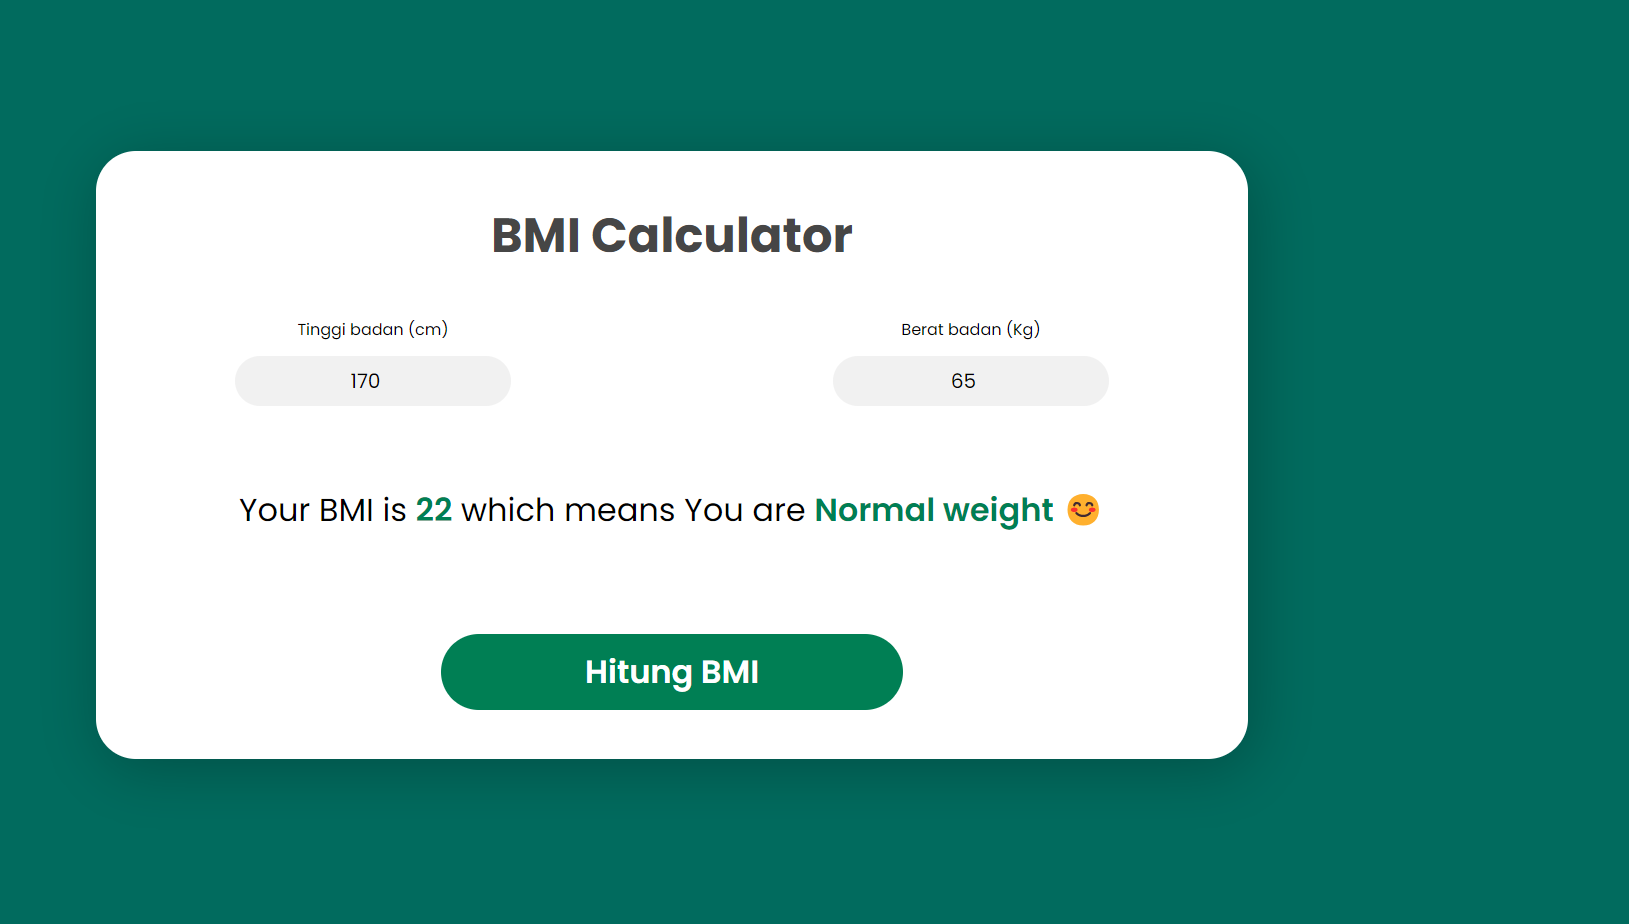 BMI Calculator
Tinggi badan (cm)
Berat badan (Kg)
170
65
Your BMI is 22 which means You are Normal weight 😊
Hitung BMI